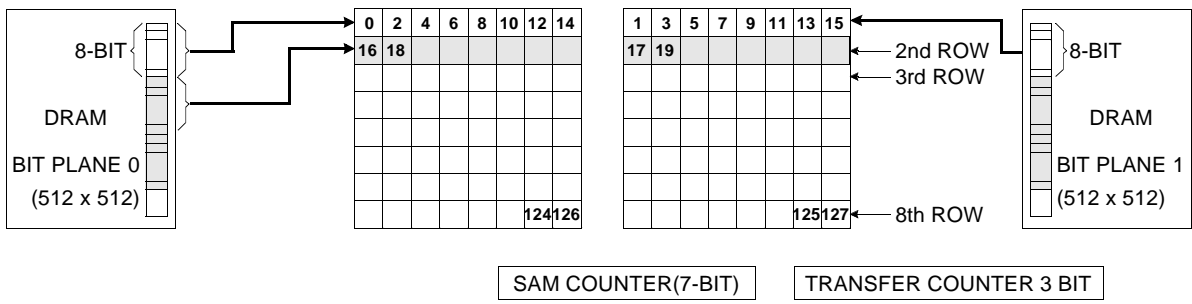 8-BIT
DRAM
BIT PLANE 0
(512 x 512)
0 2 4 6 8 10 12 14
16 18
124 126
1 3 5 7 9 11 13 15
17 19
125 127
2nd ROW
3rd ROW
8th ROW
8-BIT
DRAM
BIT PLANE 1
(512 x 512)
SAM COUNTER(7-BIT)
TRANSFER COUNTER 3 BIT